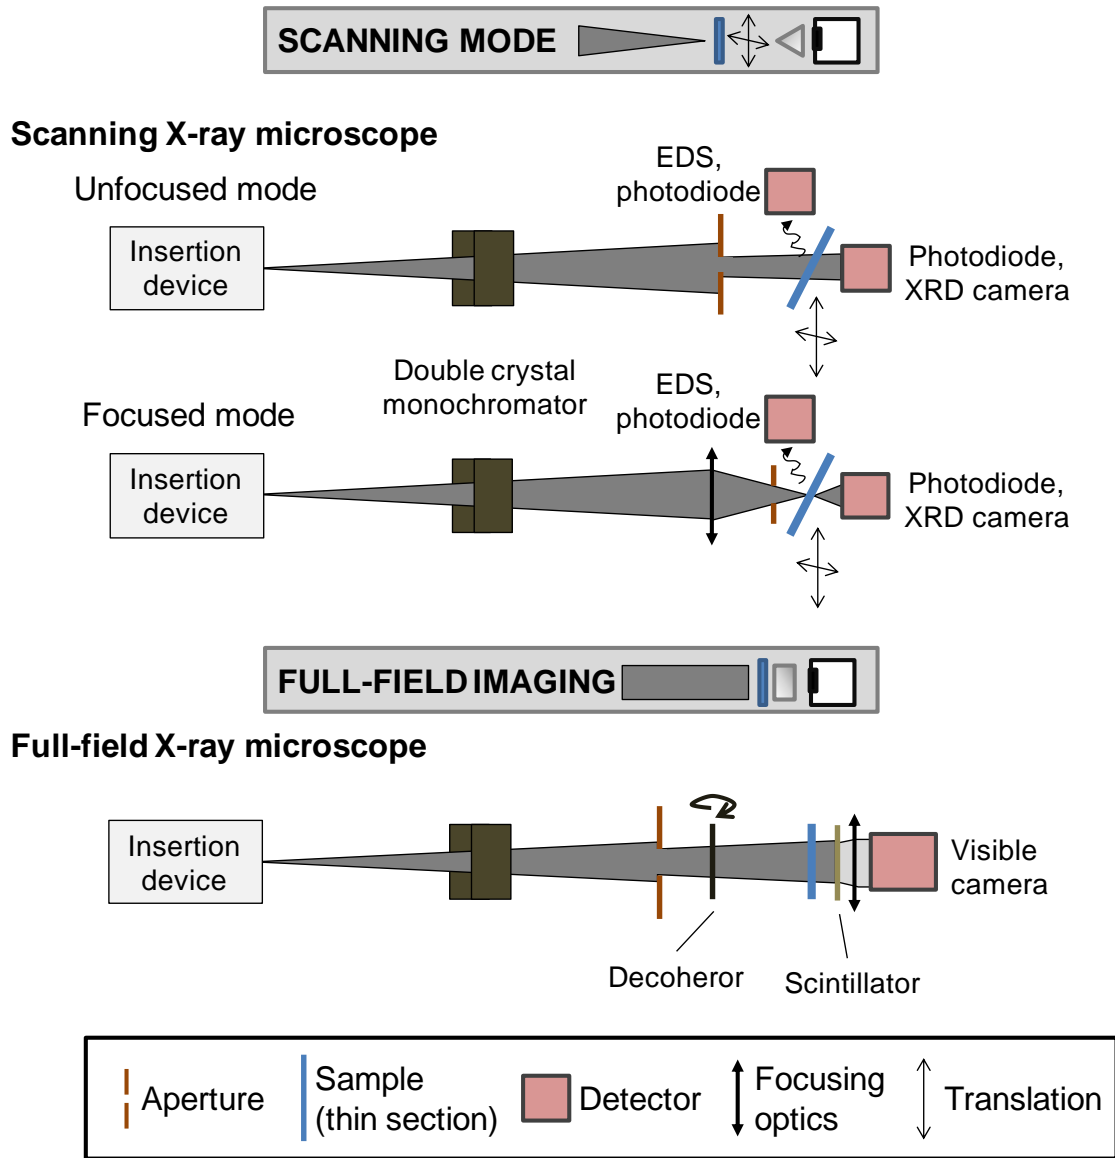 SCANNING MODE
Scanning X-ray microscope
Unfocused mode
EDS,
photodiode
Insertion
device
Photodiode,
XRD camera
Double crystal
monochromator
Focused mode
EDS,
photodiode
Insertion
device
Photodiode,
XRD camera
FULL-FIELD IMAGING
Full-field X-ray microscope
Insertion
device
Visible
camera
Decoheror
Scintillator
Aperture
Sample
(thin section)
Detector
Focusing
optics
Translation